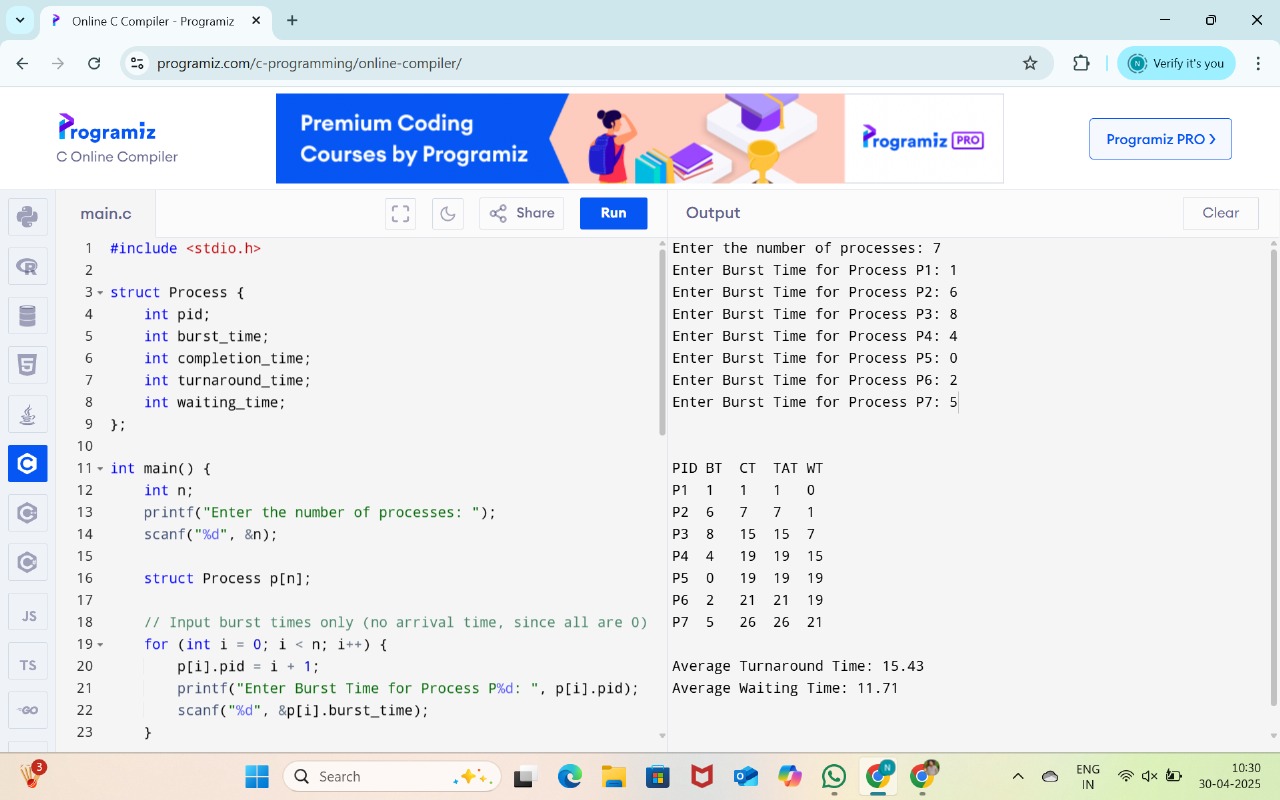 Online C Compiler - Programiz
programiz.com/c-programming/online-compiler/
N
Verify it's you
Programiz
C Online Compiler
Premium Coding
Courses by Programiz
Programiz PRO
Programiz PRO >
main.c
Share
Run
Output
Clear
1 #include <stdio.h>
2
3 struct Process {
4     int pid;
5     int burst_time;
6     int completion_time;
7     int turnaround_time;
8     int waiting_time;
9 };
10
11 int main() {
12     int n;
13     printf("Enter the number of processes: ");
14     scanf("%d", &n);
15
16     struct Process p[n];
17
18     // Input burst times only (no arrival time, since all are 0)
19     for (int i = 0; i < n; i++) {
20         p[i].pid = i + 1;
21         printf("Enter Burst Time for Process P%d: ", p[i].pid);
22         scanf("%d", &p[i].burst_time);
23     }
JS
TS
GO
Enter the number of processes: 7
Enter Burst Time for Process P1: 1
Enter Burst Time for Process P2: 6
Enter Burst Time for Process P3: 8
Enter Burst Time for Process P4: 4
Enter Burst Time for Process P5: 0
Enter Burst Time for Process P6: 2
Enter Burst Time for Process P7: 5
PID BT  CT  TAT WT
P1  1   1   1   0
P2  6   7   7   1
P3  8   15  15  7
P4  4   19  19  15
P5  0   19  19  19
P6  2   21  21  19
P7  5   26  26  21
Average Turnaround Time: 15.43
Average Waiting Time: 11.71
3
Search
N
ENG
IN
10:30
30-04-2025